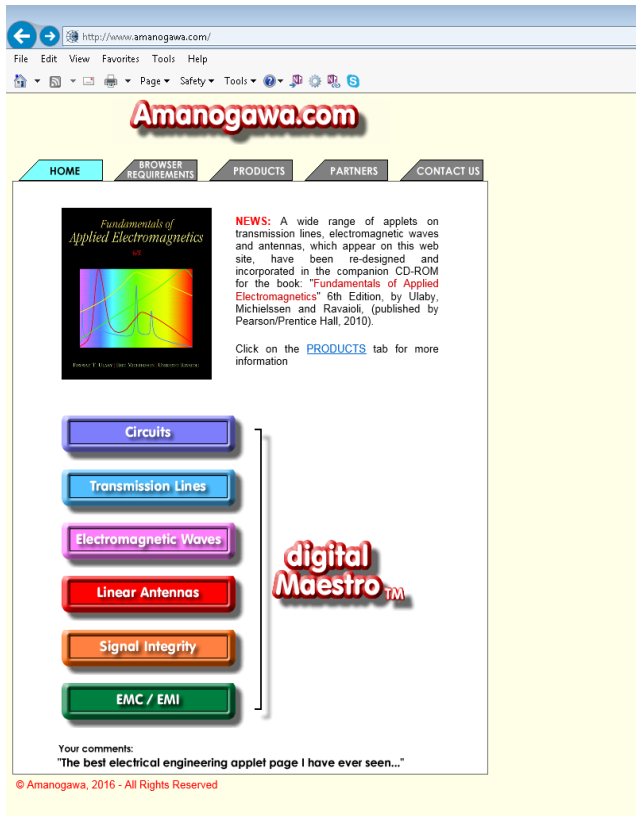 http://www.amanogawa.com/
File Edit View Favorites Tools Help
Page Safety Tools
Amanogawa.com
HOME BROWSER REQUIREMENTS PRODUCTS PARTNERS CONTACT US
Fundamentals of
Applied Electromagnetics
6/E
NEWS: A wide range of applets on
transmission lines, electromagnetic waves
and antennas, which appear on this web
site, have been re-designed and
incorporated in the companion CD-ROM
for the book: "Fundamentals of Applied
Electromagnetics" 6th Edition, by Ulaby,
Michielssen and Ravaioli, (published by
Pearson/Prentice Hall, 2010).
Click on the PRODUCTS tab for more
information
Circuits
Transmission Lines
Electromagnetic Waves
Linear Antennas
Signal Integrity
EMC / EMI
digital
Maestro TM
Your comments:
"The best electrical engineering applet page I have ever seen..."
© Amanogawa, 2016 - All Rights Reserved